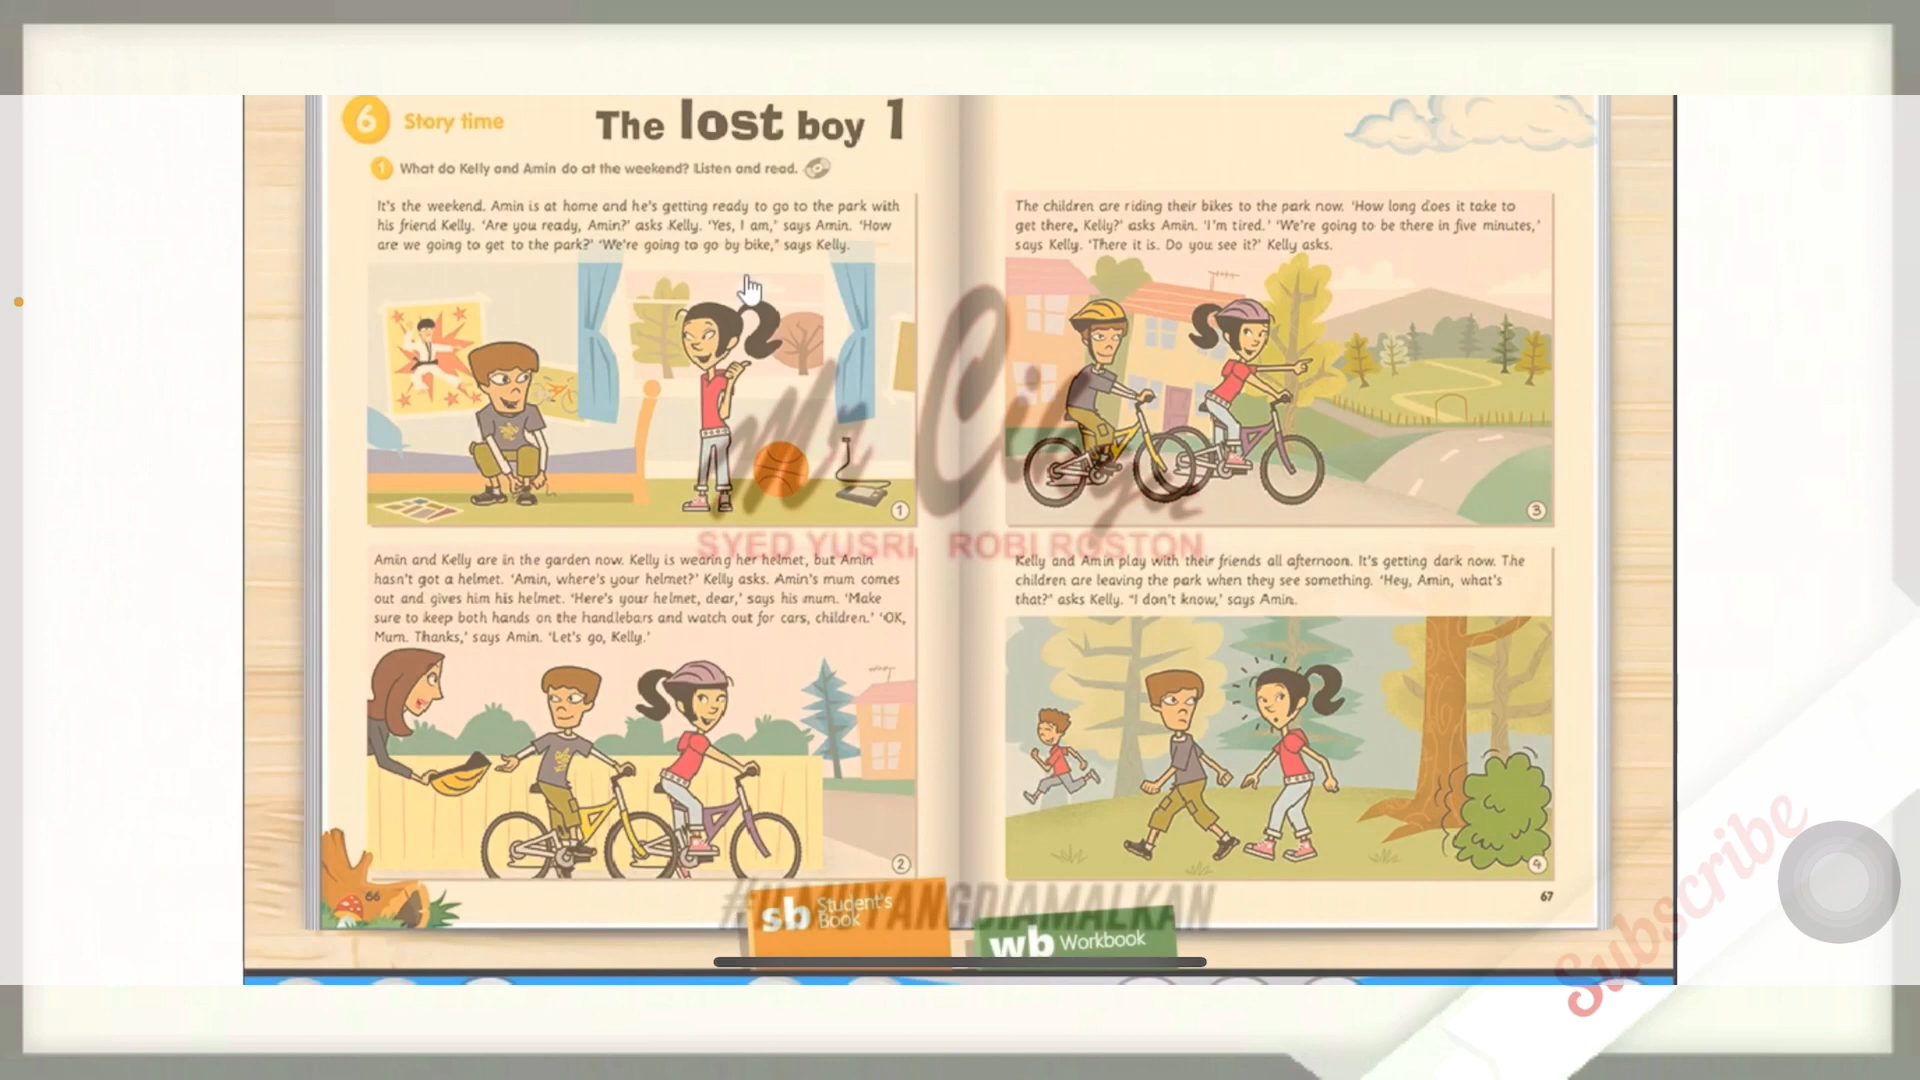 6 Story time
The lost boy 1
1 What do Kelly and Amin do at the weekend? Listen and read.
It's the weekend. Amin is at home and he's getting ready to go to the park with
his friend Kelly. 'Are you ready, Amin?' asks Kelly. 'Yes, I am,' says Amin. 'How
are we going to get to the park?' 'We're going to go by bike,' says Kelly.
1
Amin and Kelly are in the garden now. Kelly is wearing her helmet, but Amin
hasn't got a helmet. 'Amin, where's your helmet?' Kelly asks. Amin's mum comes
out and gives him his helmet. 'Here's your helmet, dear,' says his mum. 'Make
sure to keep both hands on the handlebars and watch out for cars, children.' 'OK,
Mum. Thanks,' says Amin. 'Let's go, Kelly.'
2
66
The children are riding their bikes to the park now. 'How long does it take to
get there, Kelly?' asks Amin. 'I'm tired.' 'We're going to be there in five minutes,'
says Kelly. 'There it is. Do you see it?' Kelly asks.
3
Kelly and Amin play with their friends all afternoon. It's getting dark now. The
children are leaving the park when they see something. 'Hey, Amin, what's
that?' asks Kelly. 'I don't know,' says Amin.
4
67
SYED YUSRI ROBI ROSTON
#ILMUYANGDIAMALKAN
sb Student's
Book
wb Workbook
Subscribe